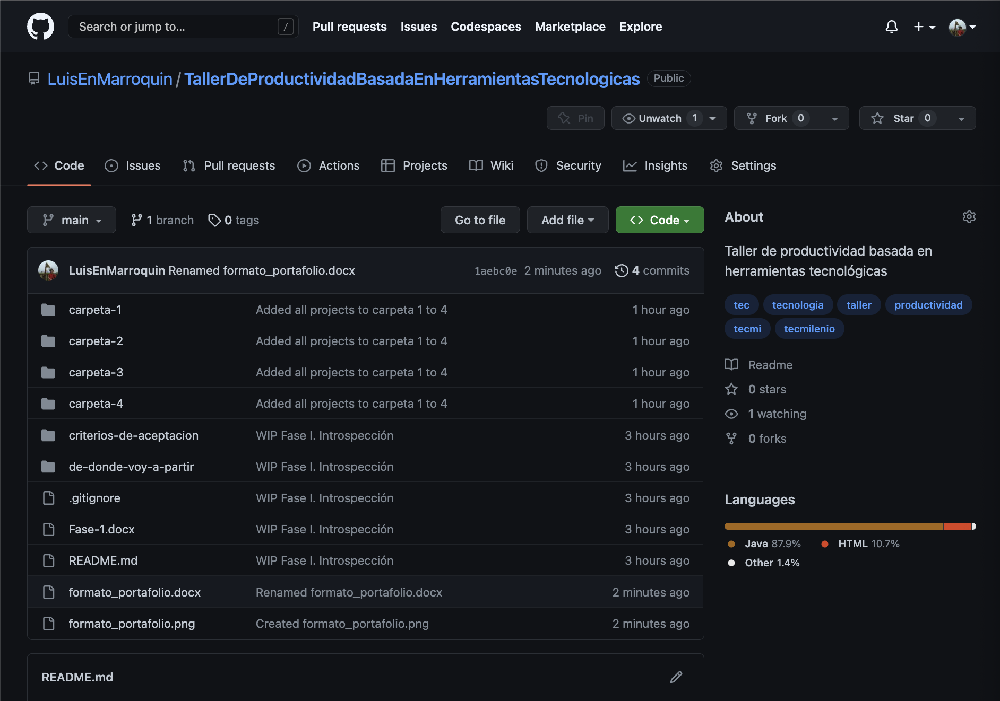 Search or jump to... /
Pull requests Issues Codespaces Marketplace Explore
LuisEnMarroquin / TallerDeProductividadBasadaEnHerramientasTecnologicas Public
Pin Unwatch 1 Fork 0 Star 0
Code Issues Pull requests Actions Projects Wiki Security Insights Settings
main 1 branch 0 tags Go to file Add file Code
LuisEnMarroquin Renamed formato_portafolio.docx 1aebc0e 2 minutes ago 4 commits
carpeta-1 Added all projects to carpeta 1 to 4 1 hour ago
carpeta-2 Added all projects to carpeta 1 to 4 1 hour ago
carpeta-3 Added all projects to carpeta 1 to 4 1 hour ago
carpeta-4 Added all projects to carpeta 1 to 4 1 hour ago
criterios-de-aceptacion WIP Fase I. Introspección 3 hours ago
de-donde-voy-a-partir WIP Fase I. Introspección 3 hours ago
.gitignore WIP Fase I. Introspección 3 hours ago
Fase-1.docx WIP Fase I. Introspección 3 hours ago
README.md WIP Fase I. Introspección 3 hours ago
formato_portafolio.docx Renamed formato_portafolio.docx 2 minutes ago
formato_portafolio.png Created formato_portafolio.png 2 minutes ago
README.md
About
Taller de productividad basada en
herramientas tecnológicas
tec tecnologia taller productividad
tecmi tecmilenio
Readme
0 stars
1 watching
0 forks
Languages
Java 87.9% HTML 10.7%
Other 1.4%